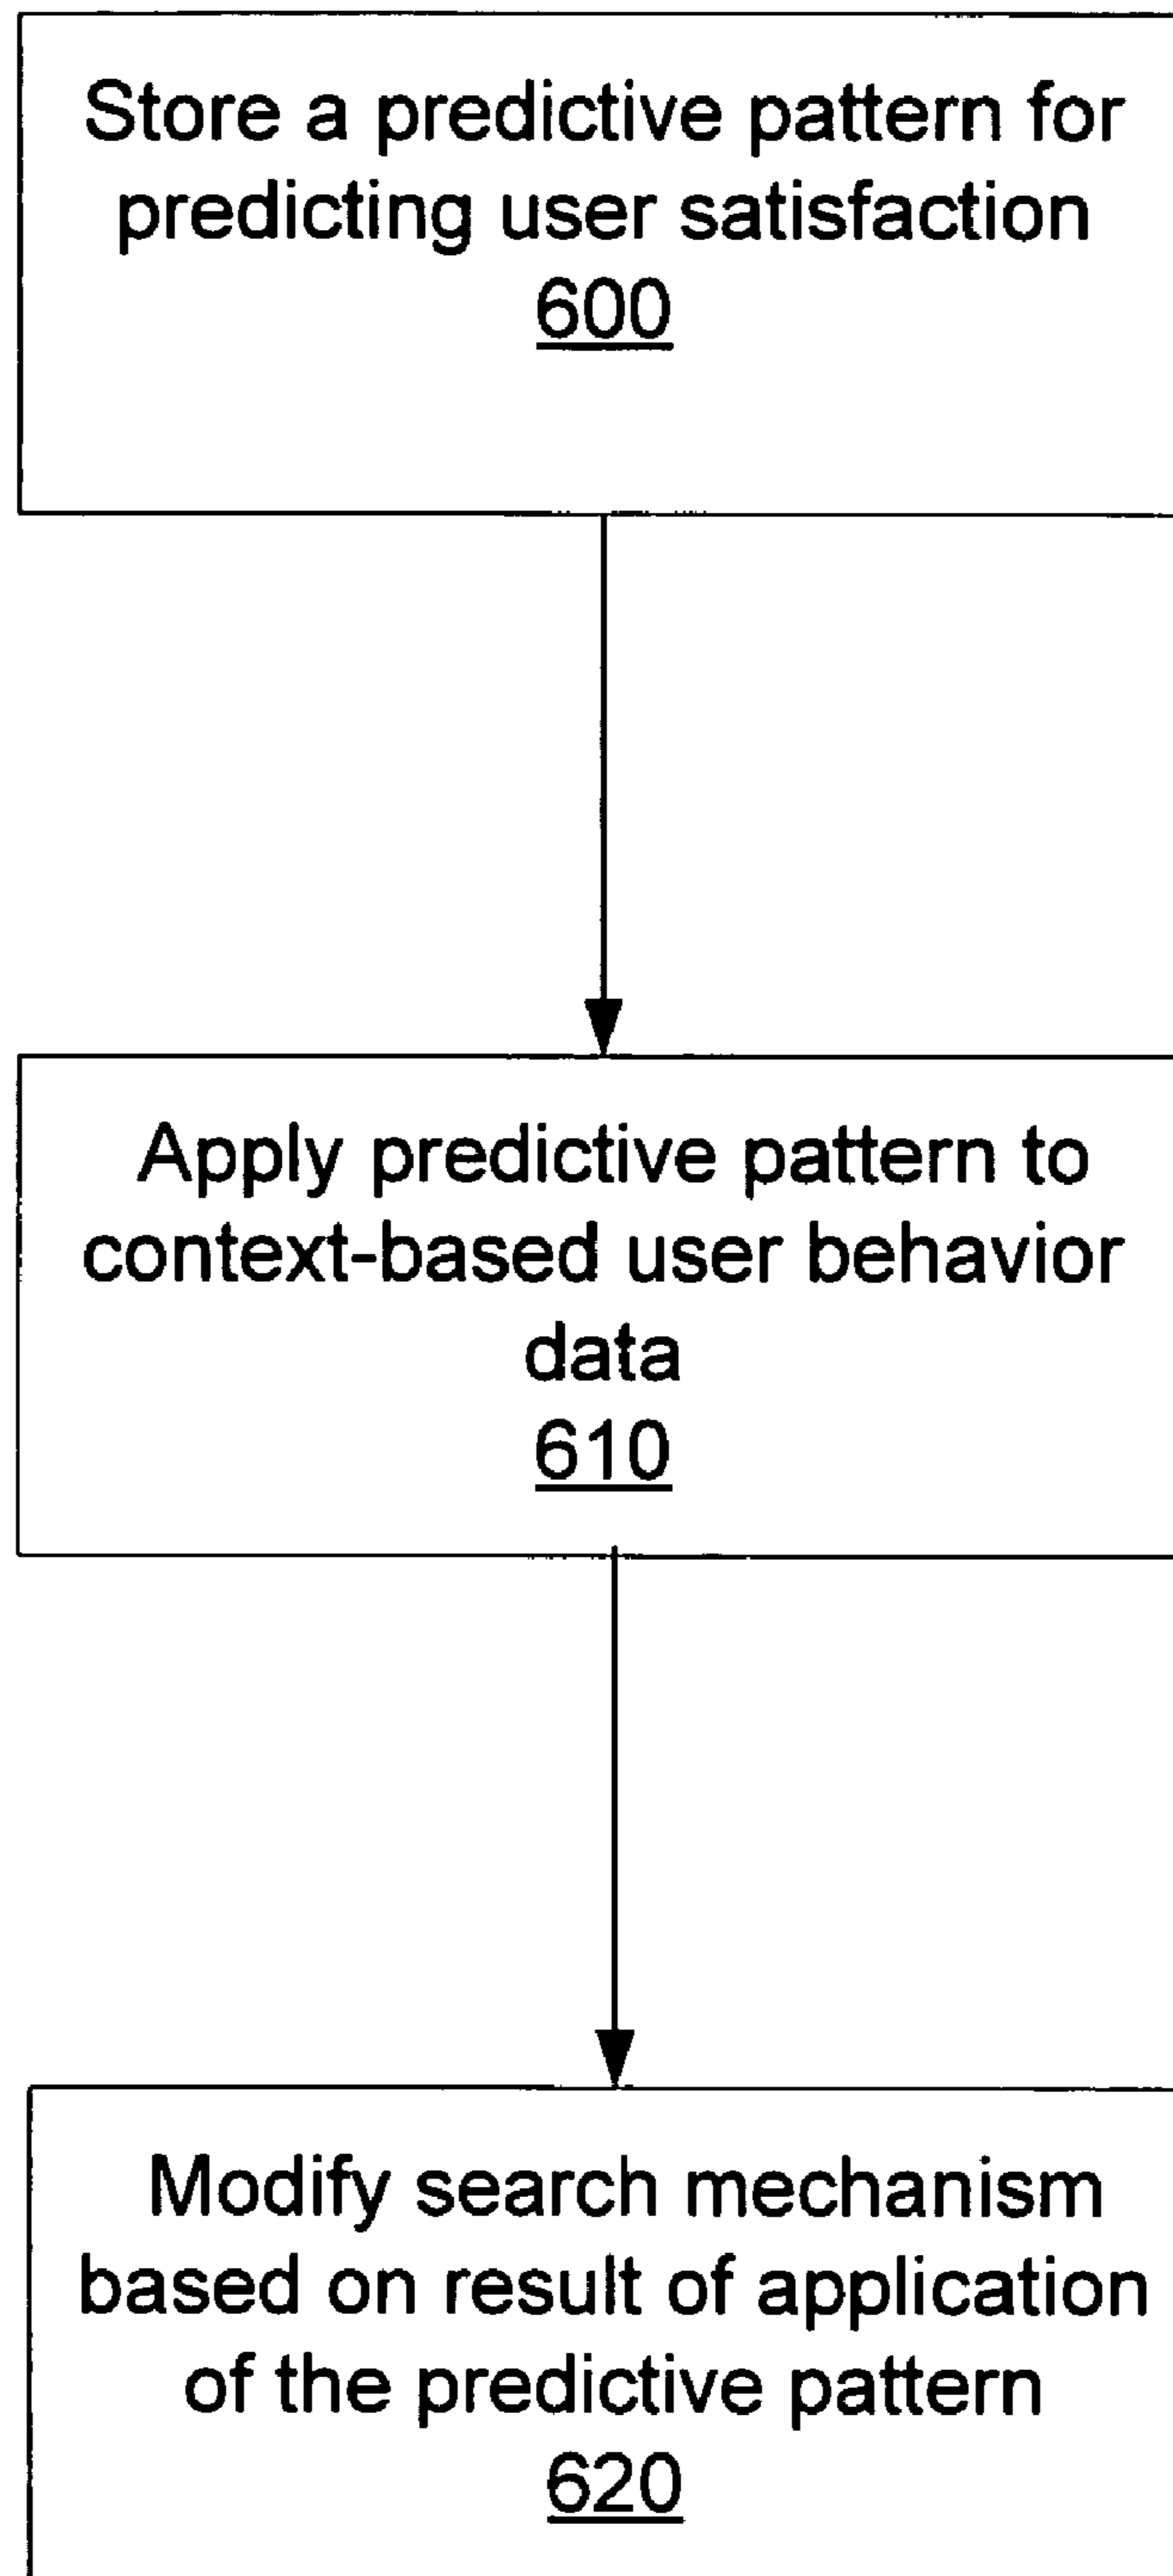 Store a predictive pattern for
predicting user satisfaction
600
Apply predictive pattern to
context-based user behavior
data
610
Modify search mechanism
based on result of application
of the predictive pattern
620